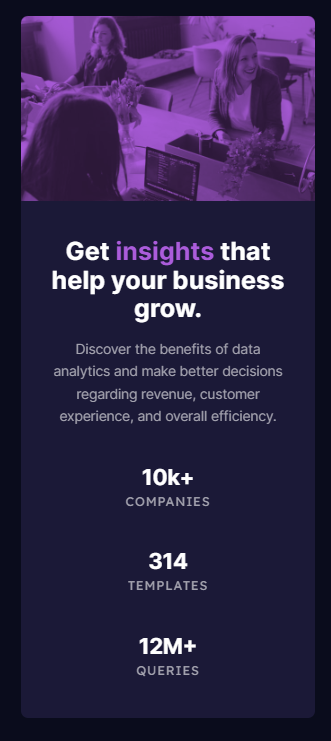 Get insights that
help your business
grow.
Discover the benefits of data
analytics and make better decisions
regarding revenue, customer
experience, and overall efficiency.
10k+
COMPANIES
314
TEMPLATES
12M+
QUERIES